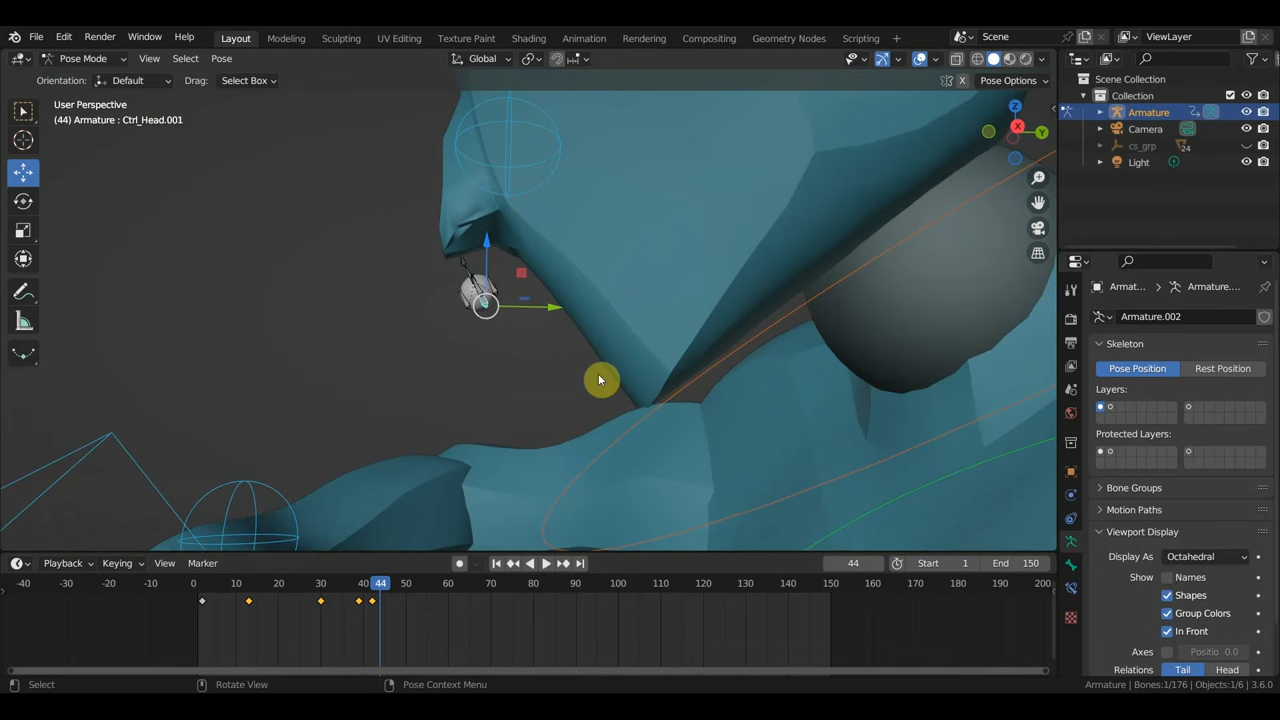 File Edit Render Window Help Layout Modeling Sculpting UV Editing Texture Paint Shading Animation Rendering Compositing Geometry Nodes Scripting + Scene ViewLayer
Pose Mode View Select Pose Global
Orientation: Default Drag: Select Box Pose Options
User Perspective
(44) Armature : Ctrl_Head.001
X
Y
Z
Scene Collection
Collection
Armature
Camera
cs_grp 24
Light
Armat... Armature....
Armature.002
Skeleton
Pose Position Rest Position
Layers:
Protected Layers:
Bone Groups
Motion Paths
Viewport Display
Display As Octahedral
Show Names
Shapes
Group Colors
In Front
Axes Positio 0.0
Relations Tail Head
Playback Keying View Marker 44 Start 1 End 150
-40 -30 -20 -10 0 10 20 30 40 44 50 60 70 80 90 100 110 120 130 140 150 160 170 180 190 200
Select Rotate View Pose Context Menu Armature | Bones:1/176 | Objects:1/6 | 3.6.0